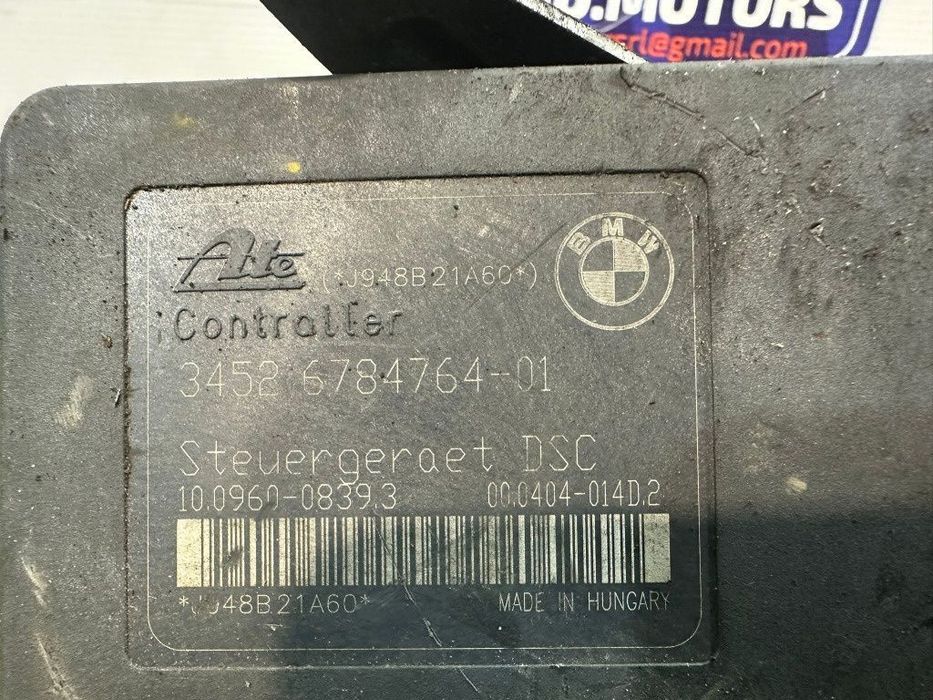 .MOTORS
srl@gmail.com
Ate (*J948B21A60*) BMW
Controller
3452 6784764-01
Steuergeraet DSC
10.0960-0839.3 00.0404-014D.2
*J948B21A60* MADE IN HUNGARY